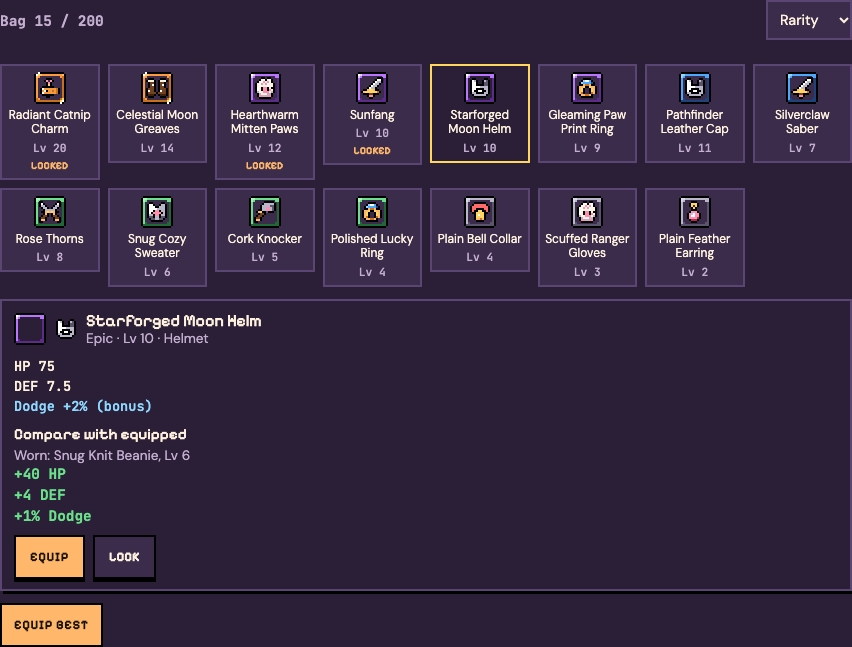 Bag 15 / 200
Rarity
Radiant Catnip Charm
Lv 20
LOOKED
Celestial Moon Greaves
Lv 14
Hearthwarm Mitten Paws
Lv 12
LOOKED
Sunfang
Lv 10
LOOKED
Starforged Moon Helm
Lv 10
Gleaming Paw Print Ring
Lv 9
Pathfinder Leather Cap
Lv 11
Silverclaw Saber
Lv 7
Rose Thorns
Lv 8
Snug Cozy Sweater
Lv 6
Cork Knocker
Lv 5
Polished Lucky Ring
Lv 4
Plain Bell Collar
Lv 4
Scuffed Ranger Gloves
Lv 3
Plain Feather Earring
Lv 2
Starforged Moon Helm
Epic · Lv 10 · Helmet
HP 75
DEF 7.5
Dodge +2% (bonus)
Compare with equipped
Worn: Snug Knit Beanie, Lv 6
+40 HP
+4 DEF
+1% Dodge
EQUIP
LOOK
EQUIP BEST